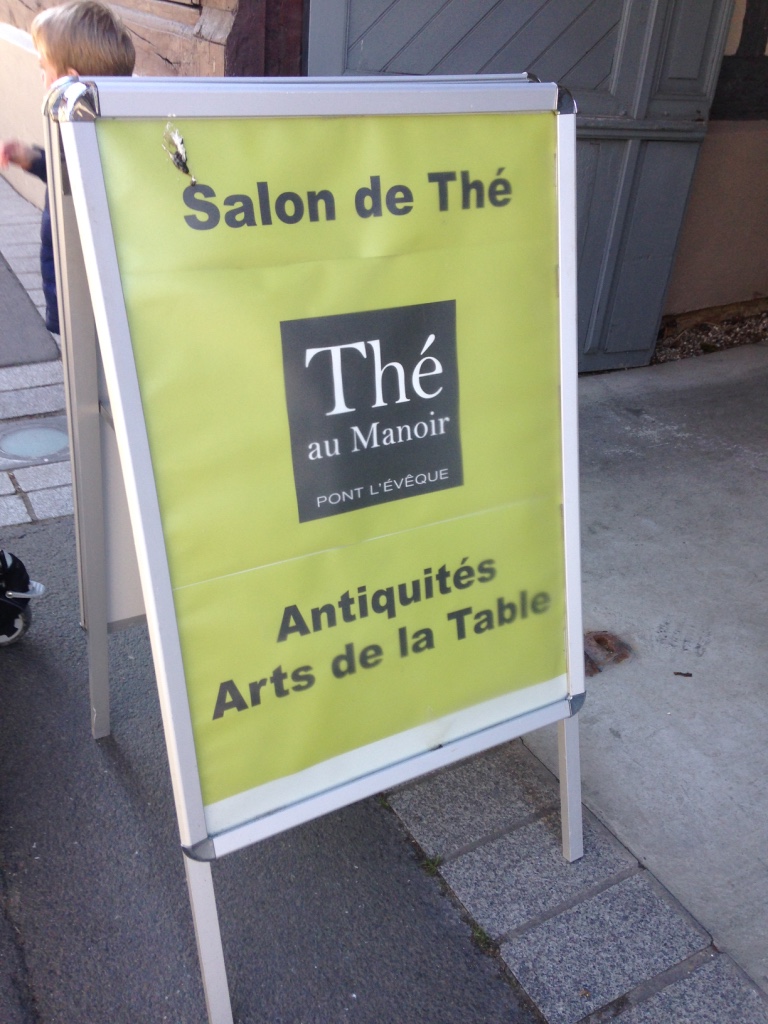 Salon de Thé
Thé
au Manoir
PONT L'ÉVÊQUE
Antiquités
Arts de la Table